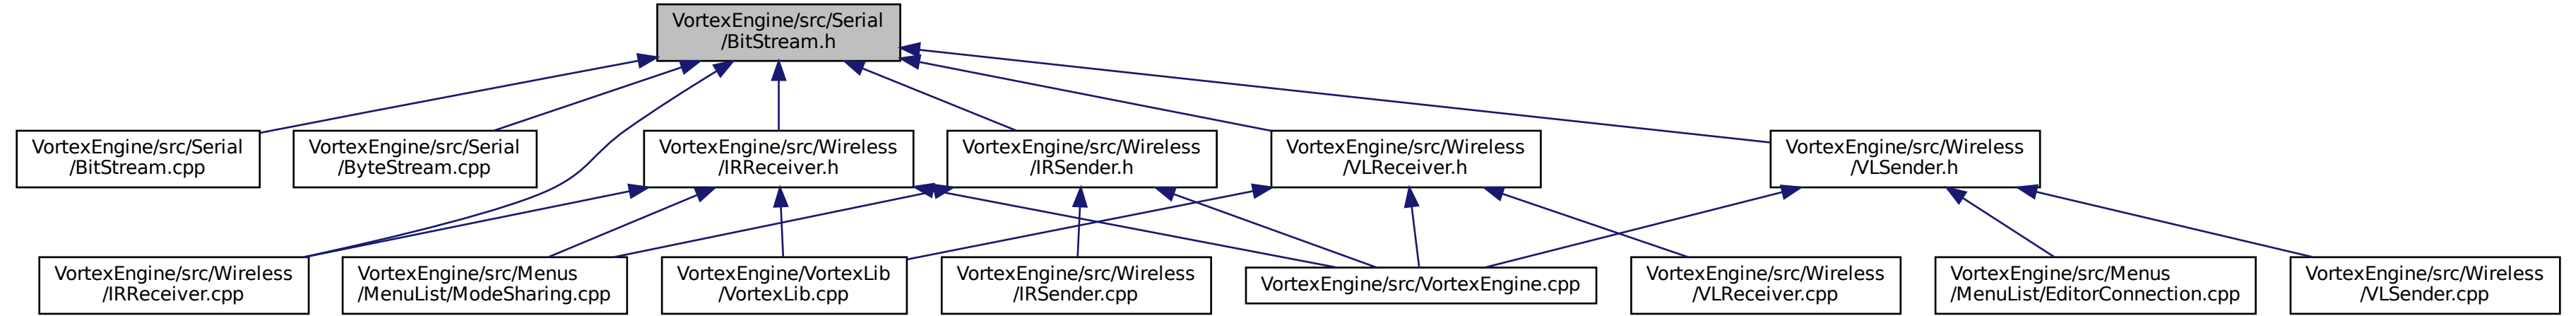 VortexEngine/src/Serial
/BitStream.h
VortexEngine/src/Serial
/BitStream.cpp
VortexEngine/src/Serial
/ByteStream.cpp
VortexEngine/src/Wireless
/IRReceiver.h
VortexEngine/src/Wireless
/IRSender.h
VortexEngine/src/Wireless
/VLReceiver.h
VortexEngine/src/Wireless
/VLSender.h
VortexEngine/src/Wireless
/IRReceiver.cpp
VortexEngine/src/Menus
/MenuList/ModeSharing.cpp
VortexEngine/VortexLib
/VortexLib.cpp
VortexEngine/src/Wireless
/IRSender.cpp
VortexEngine/src/VortexEngine.cpp
VortexEngine/src/Wireless
/VLReceiver.cpp
VortexEngine/src/Menus
/MenuList/EditorConnection.cpp
VortexEngine/src/Wireless
/VLSender.cpp